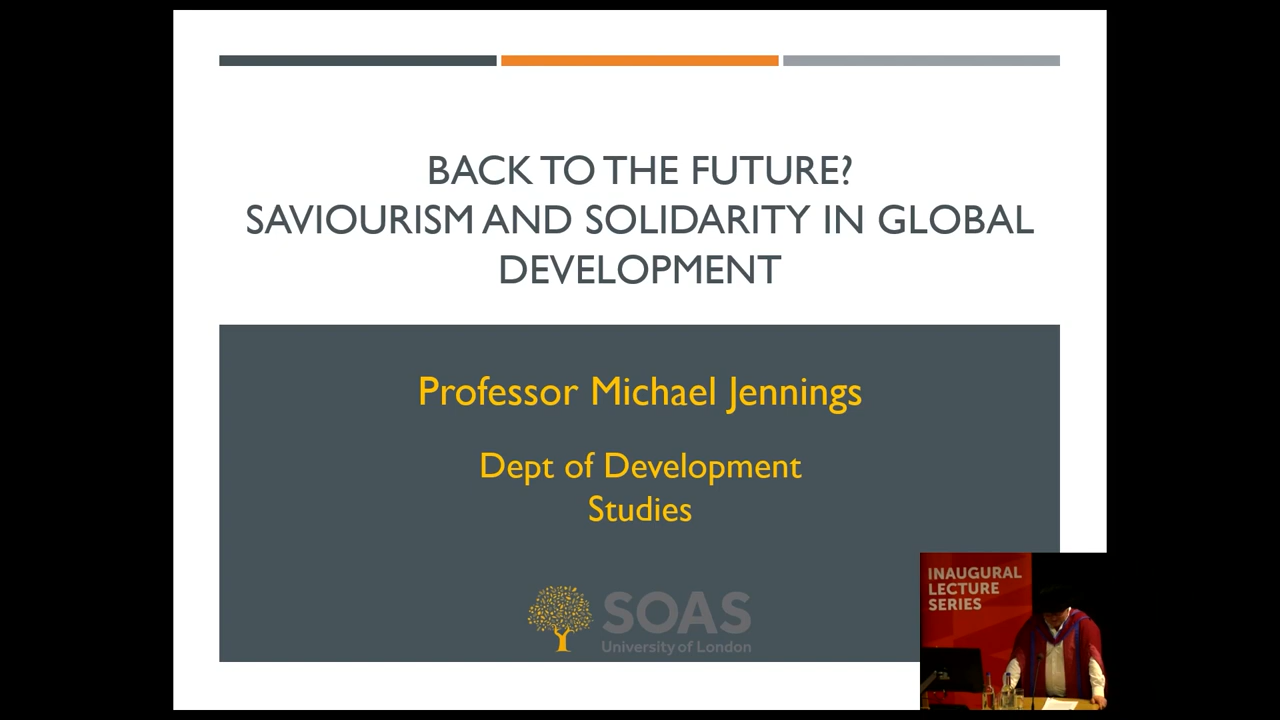 BACK TO THE FUTURE?
SAVIOURISM AND SOLIDARITY IN GLOBAL
DEVELOPMENT
Professor Michael Jennings
Dept of Development
Studies
SOAS
University of London
INAUGURAL
LECTURE
SERIES